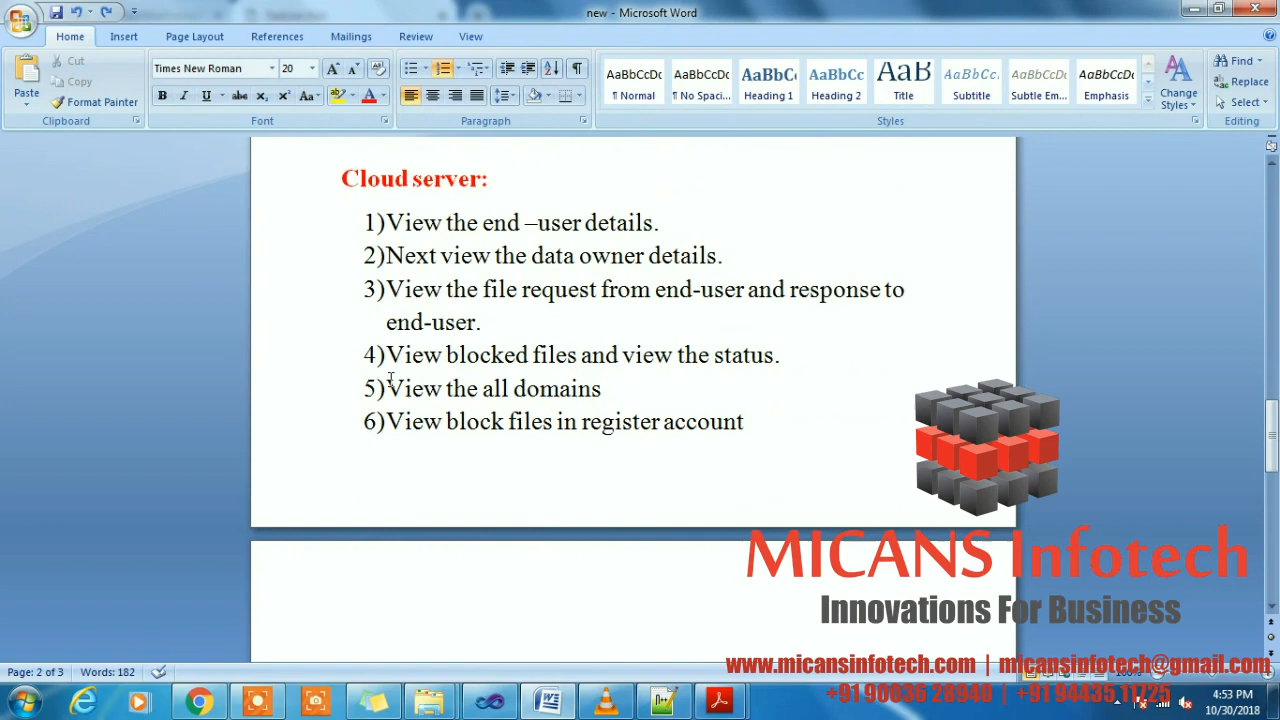 new - Microsoft Word
Home Insert Page Layout References Mailings Review View
Paste
Cut
Copy
Format Painter
Clipboard
Times New Roman 20
B I U abc x₂ x² Aa
Font
Paragraph
AaBbCcDc AaBbCcDc AaBbCc AaBbCc AaB AaBbCc. AaBbCcDc AaBbCcDc
¶ Normal ¶ No Spaci... Heading 1 Heading 2 Title Subtitle Subtle Em... Emphasis
Change Styles
Styles
Find
Replace
Select
Editing
Cloud server:
1)View the end –user details.
2)Next view the data owner details.
3)View the file request from end-user and response to
end-user.
4)View blocked files and view the status.
5)View the all domains
6)View block files in register account
MICANS Infotech
Innovations For Business
www.micansinfotech.com | micansinfotech@gmail.com
+91 90036 28940 | +91 94435 11725
Page: 2 of 3 Words: 182
100%
4:53 PM
10/30/2018